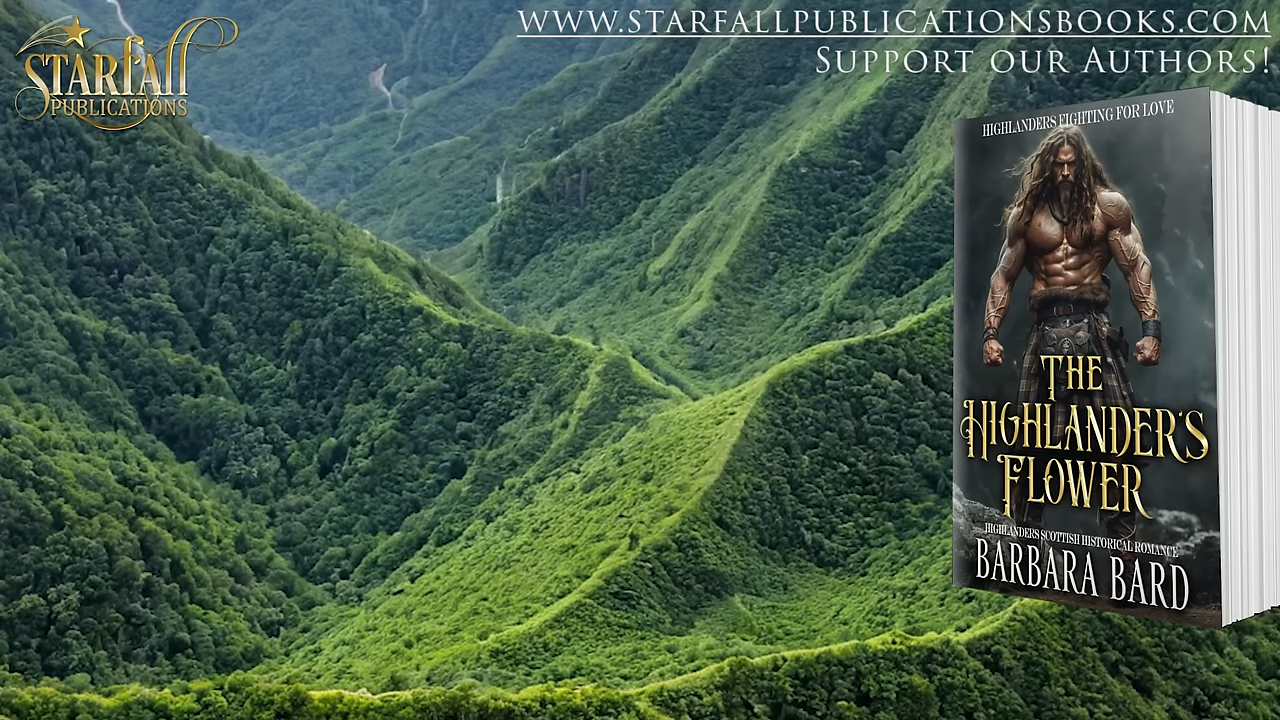 STARfall
PUBLICATIONS
WWW.STARFALLPUBLICATIONSBOOKS.COM
SUPPORT OUR AUTHORS!
HIGHLANDERS FIGHTING FOR LOVE
THE
HIGHLANDER'S
FLOWER
HIGHLANDERS SCOTTISH HISTORICAL ROMANCE
BARBARA BARD